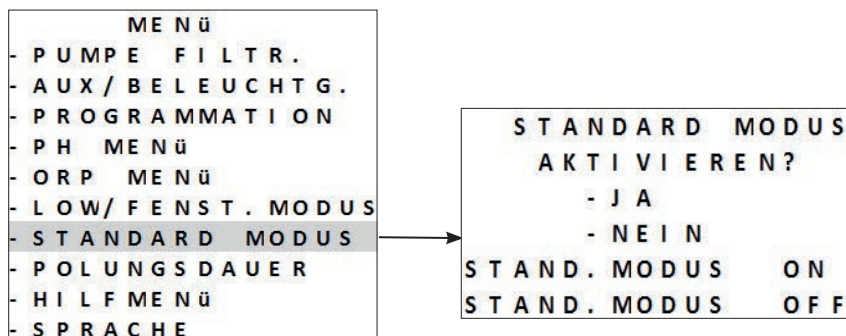 MENü
- PUMPE FILTR.
- AUX/BELEUCHTG.
- PROGRAMMATION
- PH MENü
- ORP MENü
- LOW/FENST. MODUS
- STANDARD MODUS
- POLUNGSDAUER
- HILFMENü
- SPRACHE
STANDARD MODUS
AKTIVIEREN?
- JA
- NEIN
STAND. MODUS ON
STAND. MODUS OFF